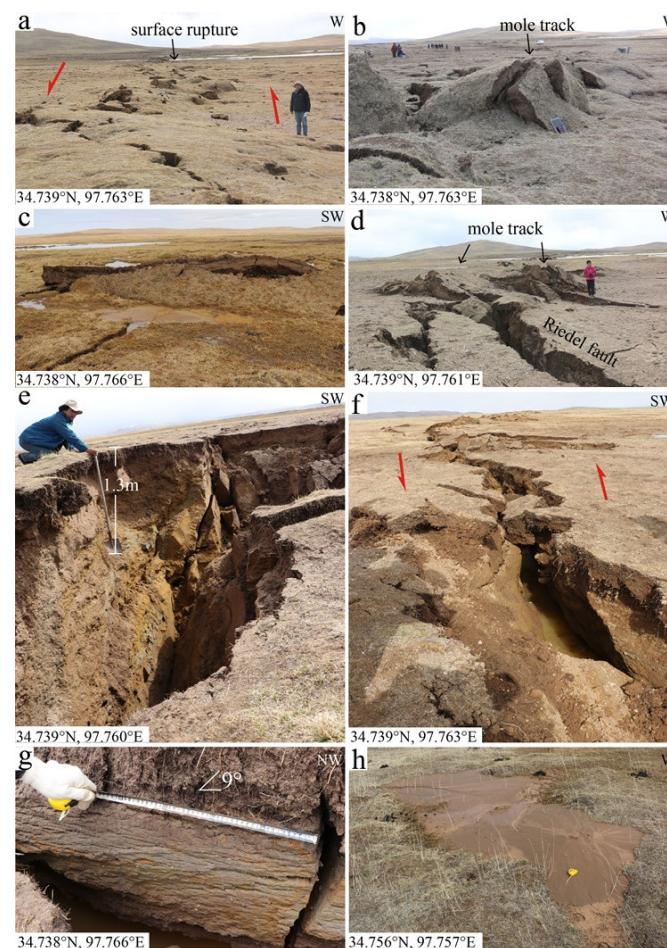 a
surface rupture
W
34.739°N, 97.763°E
b
mole track
W
34.738°N, 97.763°E
c
SW
34.738°N, 97.766°E
d
mole track
W
Riedel fault
34.739°N, 97.761°E
e
SW
1.3m
34.739°N, 97.760°E
f
SW
34.739°N, 97.763°E
g
NW
∠9°
34.738°N, 97.766°E
h
34.756°N, 97.757°E